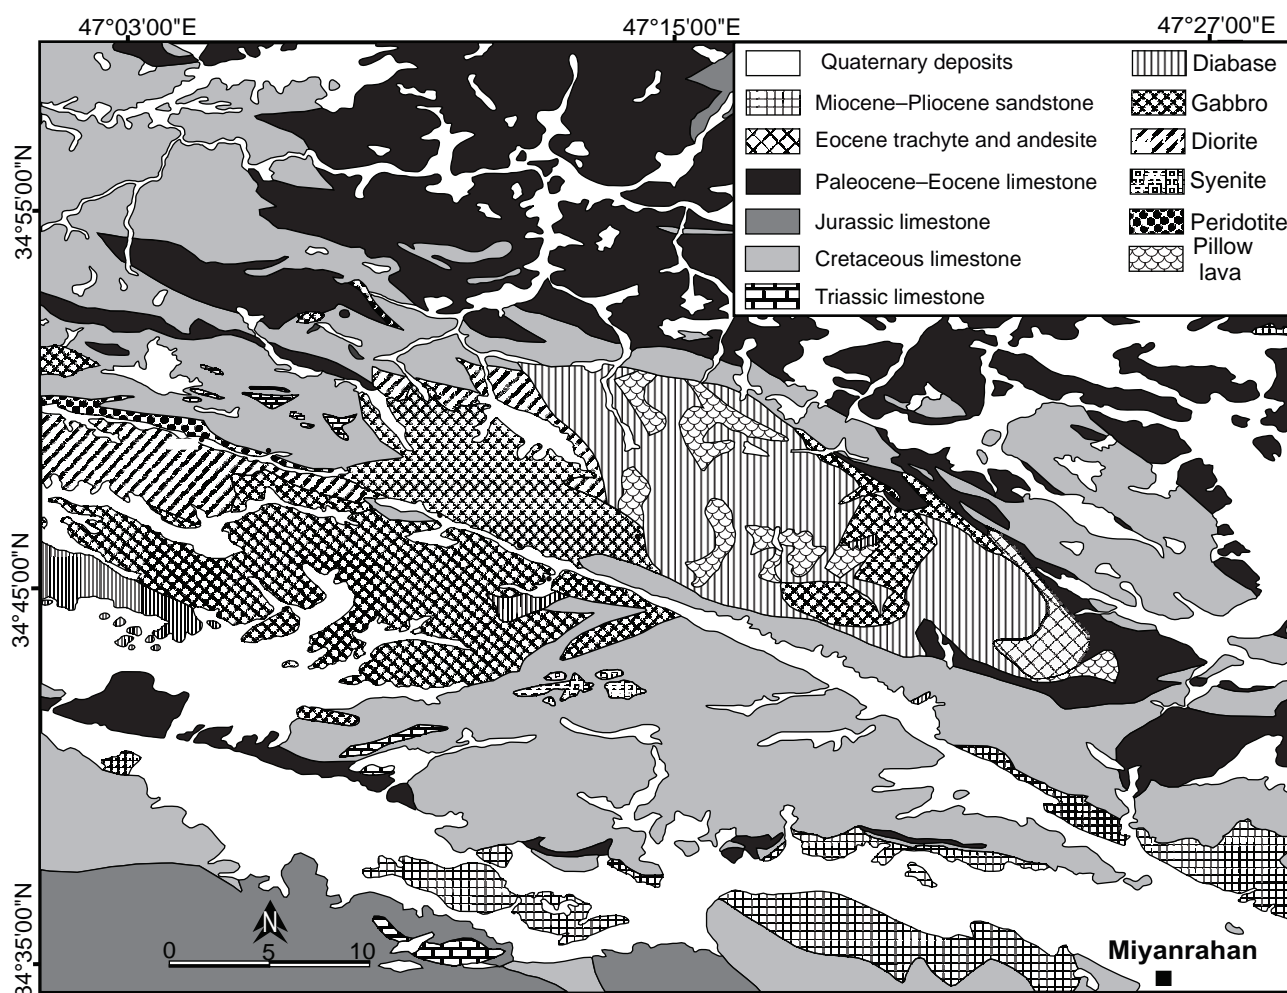 47°03'00"E 47°15'00"E 47°27'00"E
34°55'00"N
34°45'00"N
34°35'00"N
Quaternary deposits
Miocene–Pliocene sandstone
Eocene trachyte and andesite
Paleocene–Eocene limestone
Jurassic limestone
Cretaceous limestone
Triassic limestone
Diabase
Gabbro
Diorite
Syenite
Peridotite
Pillow
lava
N
0 5 10
Miyanrahan